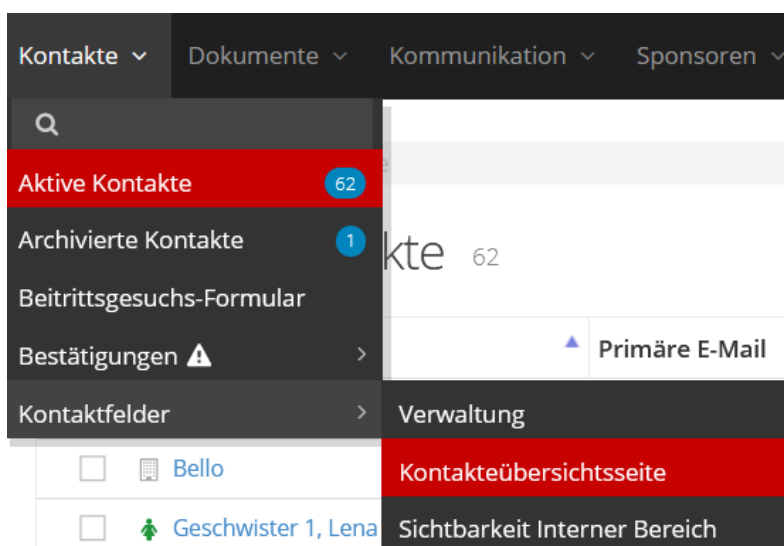 Kontakte Dokumente Kommunikation Sponsoren
Aktive Kontakte 62
Archivierte Kontakte 1
kte 62
Beitrittsgesuchs-Formular
Bestätigungen
Primäre E-Mail
Kontaktfelder
Verwaltung
Bello
Kontakteübersichtsseite
Geschwister 1, Lena
Sichtbarkeit Interner Bereich